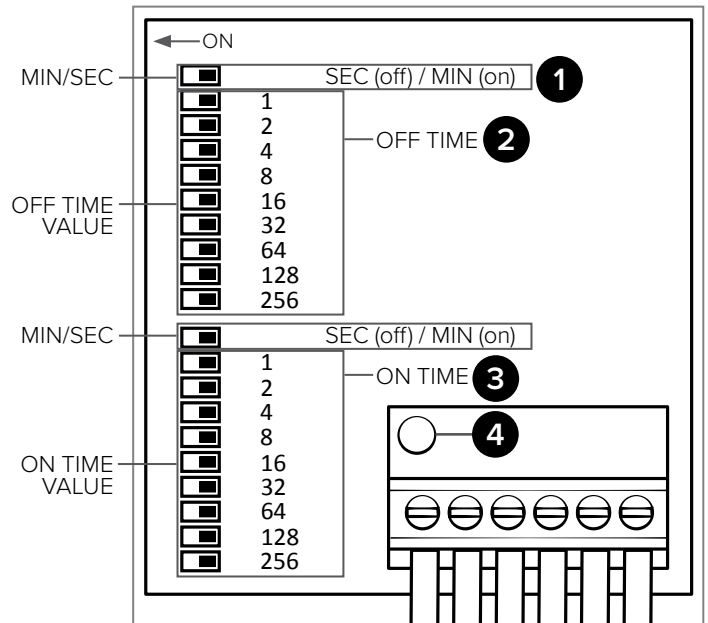 ON
MIN/SEC
SEC (off) / MIN (on)
1
1
2
4
8
16
32
64
128
256
OFF TIME
2
OFF TIME
VALUE
MIN/SEC
SEC (off) / MIN (on)
1
2
4
8
16
32
64
128
256
ON TIME
3
4
ON TIME
VALUE